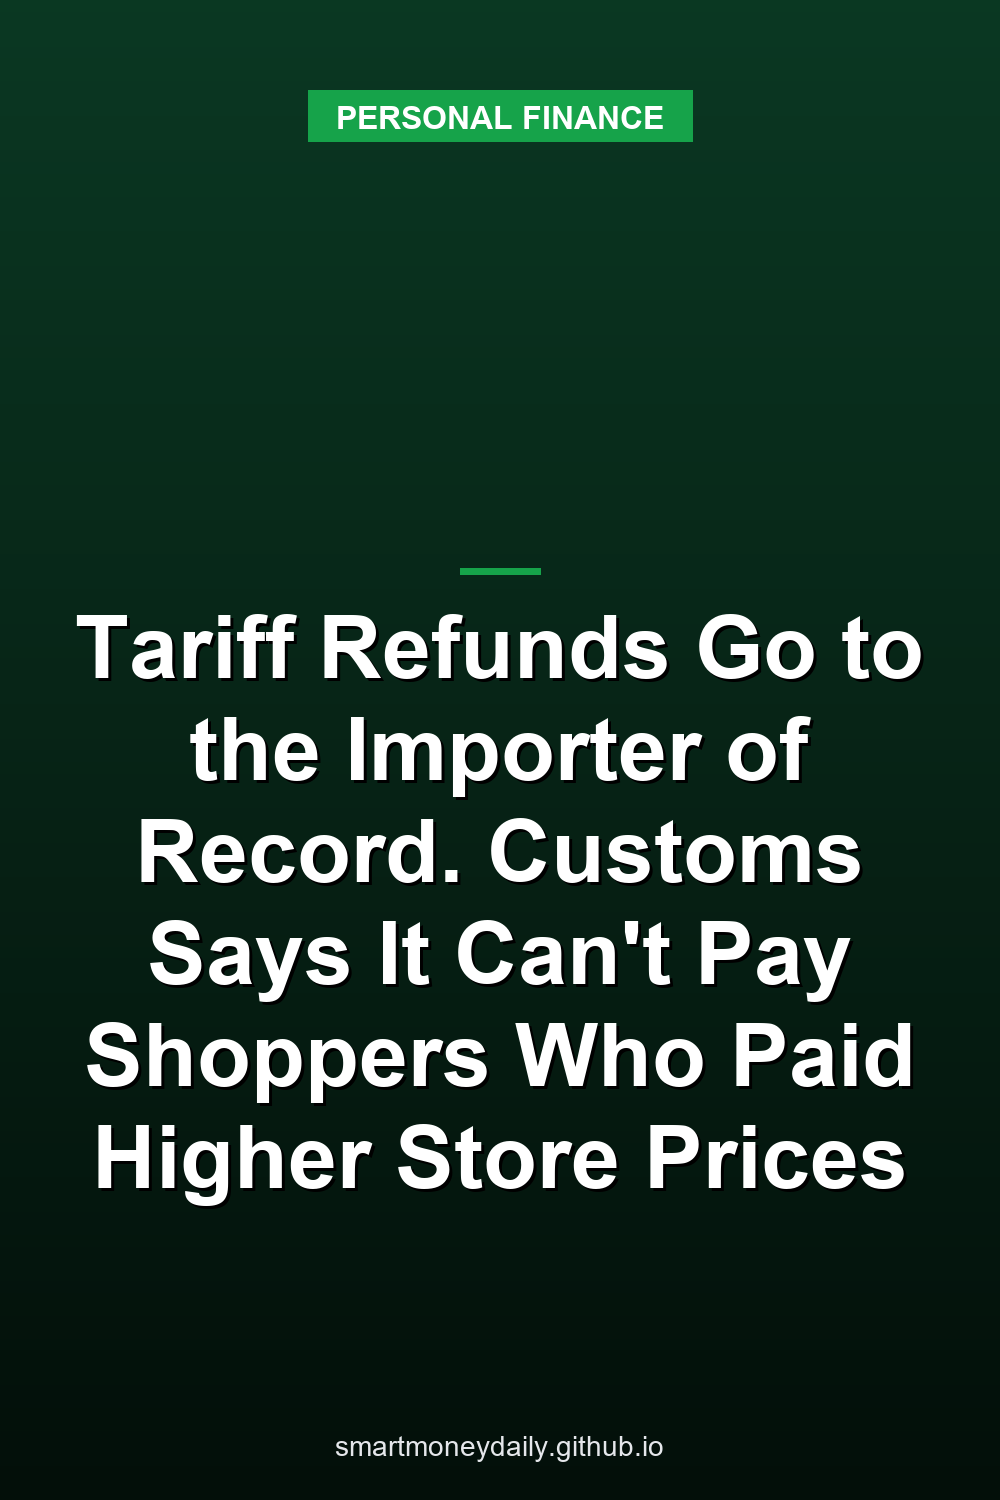 PERSONAL FINANCE
Tariff Refunds Go to
the Importer of
Record. Customs
Says It Can't Pay
Shoppers Who Paid
Higher Store Prices
smartmoneydaily.github.io